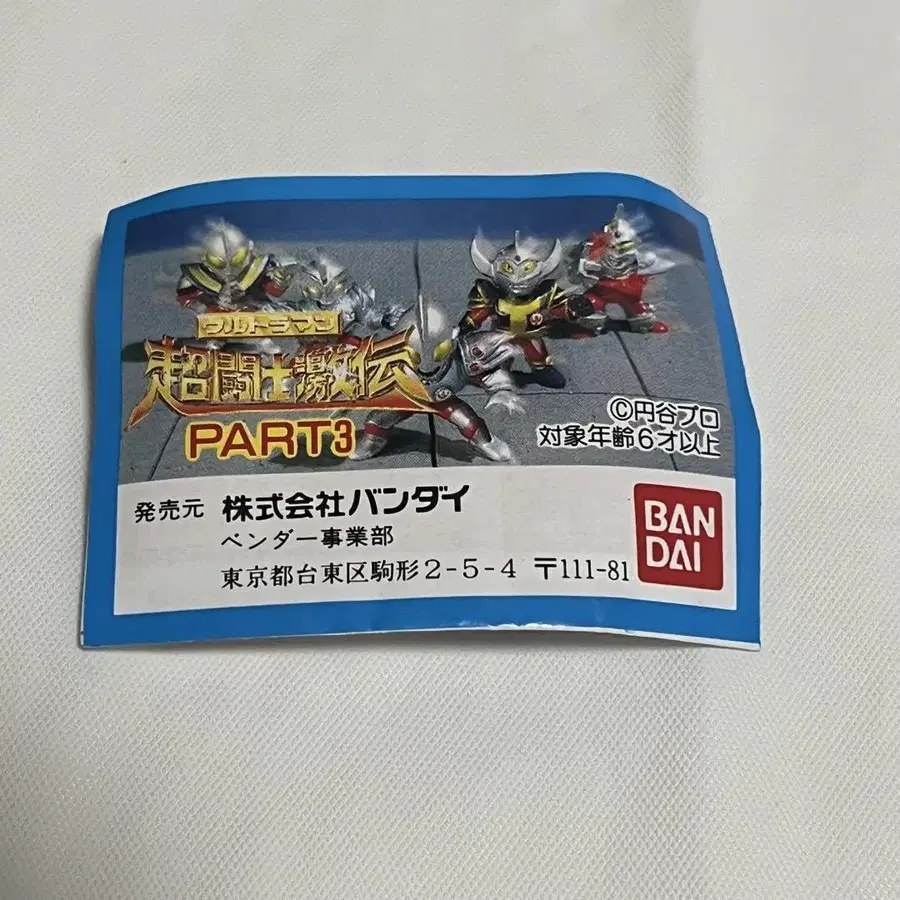 ウルトラマン
超闘士激伝
PART3
©円谷プロ
対象年齢6才以上
発売元 株式会社バンダイ
ベンダー事業部
東京都台東区駒形2-5-4 〒111-81
BAN
DAI